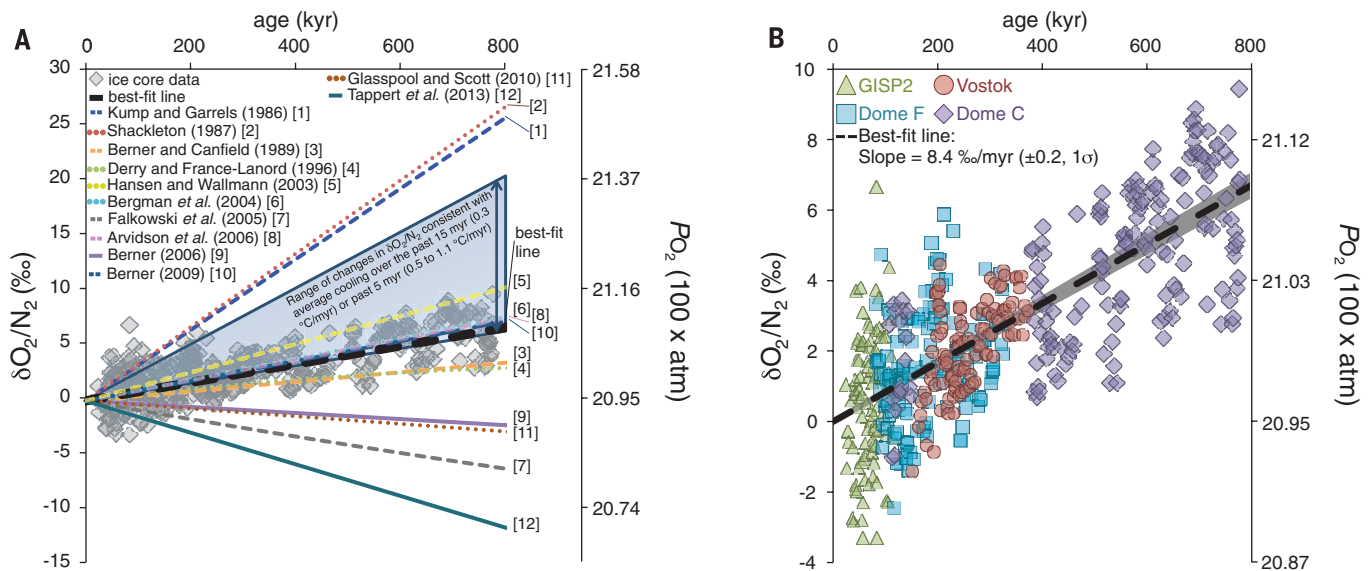 A
age (kyr)
0 200 400 600 800
30
25
20
15
10
5
0
-5
-10
-15
δO2/N2 (‰)
ice core data
best-fit line
Kump and Garrels (1986) [1]
Shackleton (1987) [2]
Berner and Canfield (1989) [3]
Derry and France-Lanord (1996) [4]
Hansen and Wallmann (2003) [5]
Bergman et al. (2004) [6]
Falkowski et al. (2005) [7]
Arvidson et al. (2006) [8]
Berner (2006) [9]
Berner (2009) [10]
Glasspool and Scott (2010) [11]
Tappert et al. (2013) [12]
Range of changes in δO2/N2 consistent with
average cooling over the past 15 myr (0.3
°C/myr) or past 5 myr (0.5 to 1.1 °C/myr)
[2]
[1]
best-fit
line
[5]
[6]
[8]
[10]
[3]
[4]
[9]
[11]
[7]
[12]
21.58
21.37
21.16
20.95
20.74
PO2 (100 x atm)
B
age (kyr)
0 200 400 600 800
10
8
6
4
2
0
-2
-4
δO2/N2 (‰)
GISP2
Vostok
Dome F
Dome C
Best-fit line:
Slope = 8.4 ‰/myr (±0.2, 1σ)
21.12
21.03
20.95
20.87
PO2 (100 x atm)